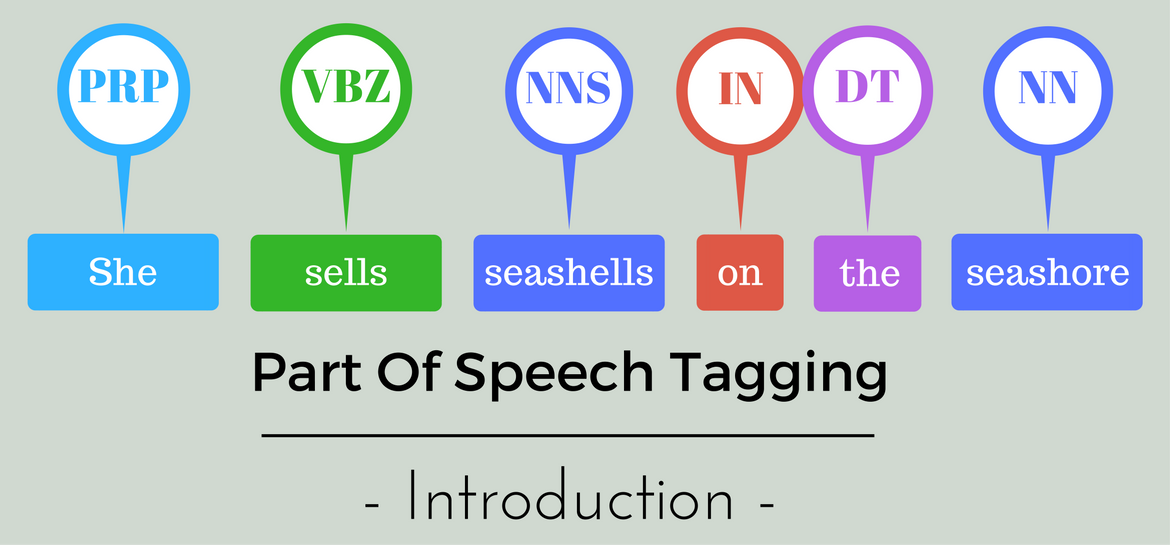 PRP VBZ NNS IN DT NN
She sells seashells on the seashore
Part Of Speech Tagging
- Introduction -